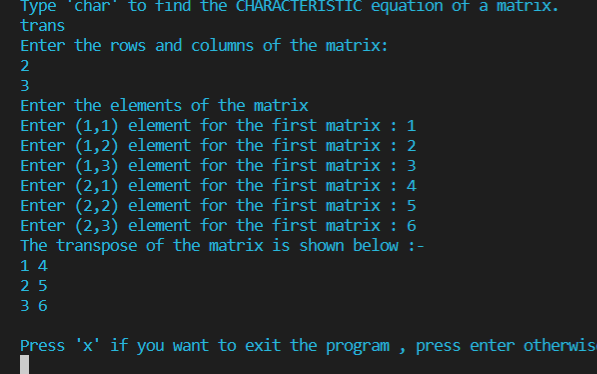 Type 'char' to find the CHARACTERISTIC equation of a matrix.
trans
Enter the rows and columns of the matrix:
2
3
Enter the elements of the matrix
Enter (1,1) element for the first matrix : 1
Enter (1,2) element for the first matrix : 2
Enter (1,3) element for the first matrix : 3
Enter (2,1) element for the first matrix : 4
Enter (2,2) element for the first matrix : 5
Enter (2,3) element for the first matrix : 6
The transpose of the matrix is shown below :-
1 4
2 5
3 6
Press 'x' if you want to exit the program , press enter otherwis